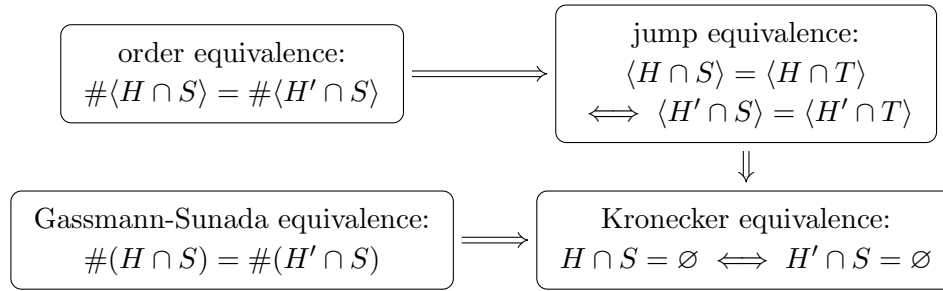 order equivalence:
#⟨H ∩ S⟩ = #⟨H′ ∩ S⟩
jump equivalence:
⟨H ∩ S⟩ = ⟨H ∩ T⟩
⟺ ⟨H′ ∩ S⟩ = ⟨H′ ∩ T⟩
Gassmann-Sunada equivalence:
#(H ∩ S) = #(H′ ∩ S)
Kronecker equivalence:
H ∩ S = ∅ ⟺ H′ ∩ S = ∅